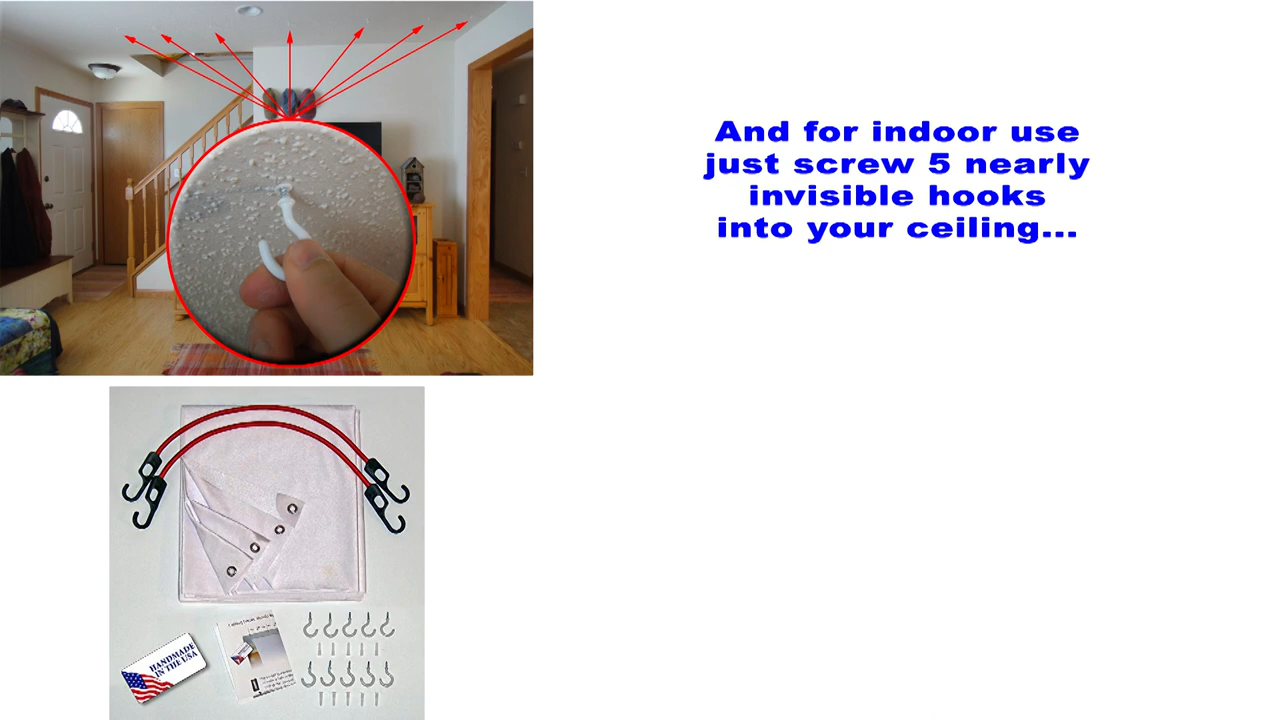 And for indoor use
just screw 5 nearly
invisible hooks
into your ceiling...
HANDMADE
IN THE USA